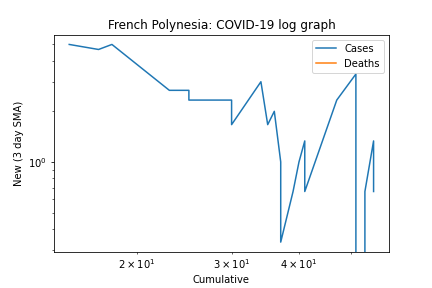 French Polynesia: COVID-19 log graph
Cases
Deaths
New (3 day SMA)
10⁰
2 × 10¹
3 × 10¹
4 × 10¹
Cumulative